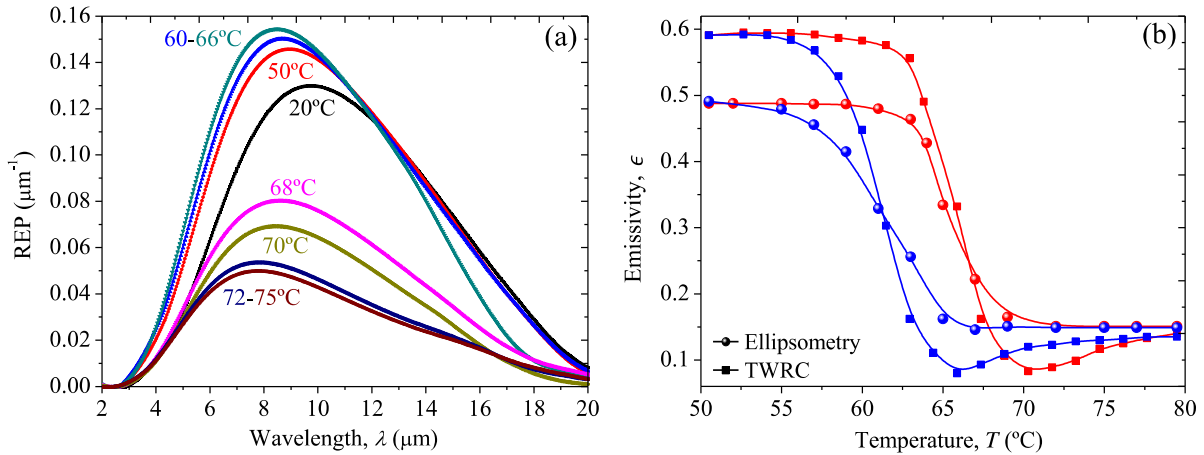 (a)
60-66ºC
50ºC
20ºC
68ºC
70ºC
72-75ºC
0.16
0.14
0.12
0.10
0.08
0.06
0.04
0.02
0.00
REP (μm⁻¹)
2 4 6 8 10 12 14 16 18 20
Wavelength, λ (μm)
(b)
0.6
0.5
0.4
0.3
0.2
0.1
Emissivity, ϵ
Ellipsometry
TWRC
50 55 60 65 70 75 80
Temperature, T (ºC)